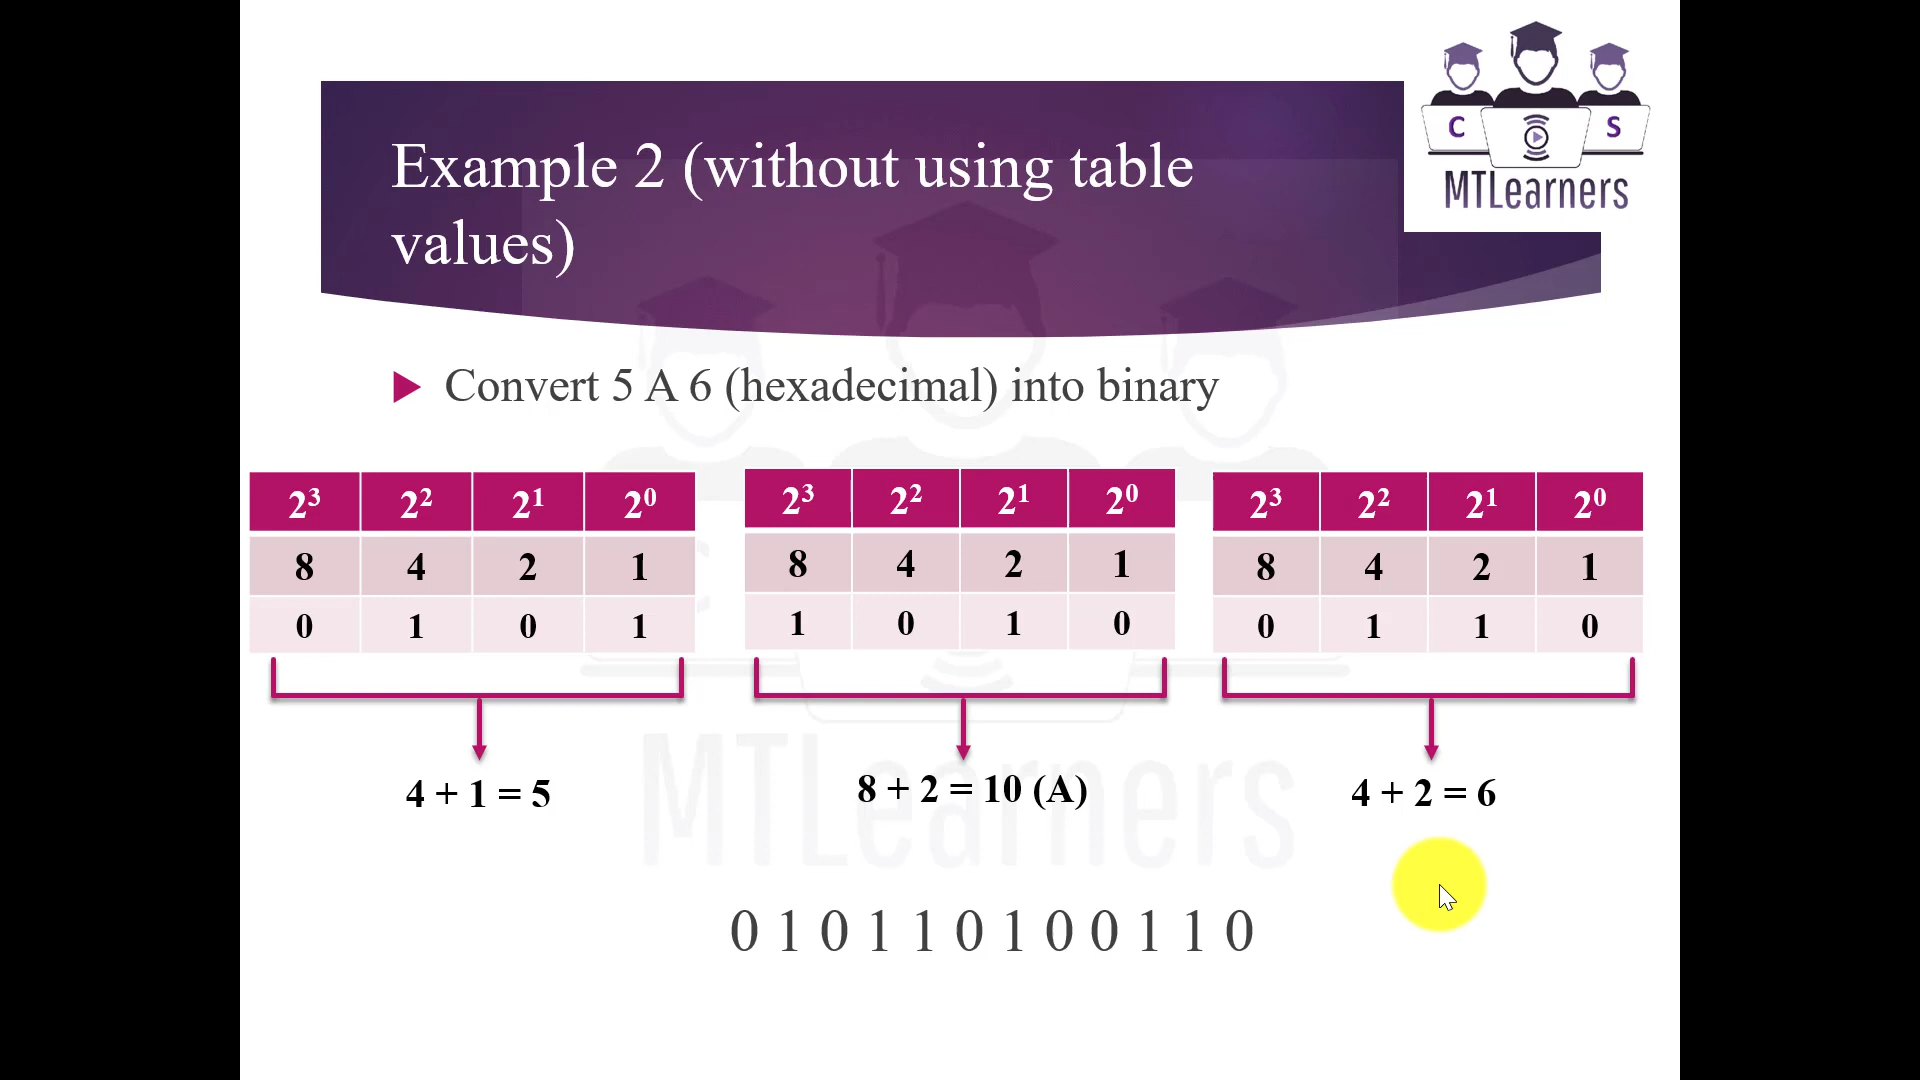 C S
MTLearners
Example 2 (without using table
values)
Convert 5 A 6 (hexadecimal) into binary
2³ 2² 2¹ 2⁰
8 4 2 1
0 1 0 1
4 + 1 = 5
2³ 2² 2¹ 2⁰
8 4 2 1
1 0 1 0
8 + 2 = 10 (A)
2³ 2² 2¹ 2⁰
8 4 2 1
0 1 1 0
4 + 2 = 6
MTLearners
0 1 0 1 1 0 1 0 0 1 1 0